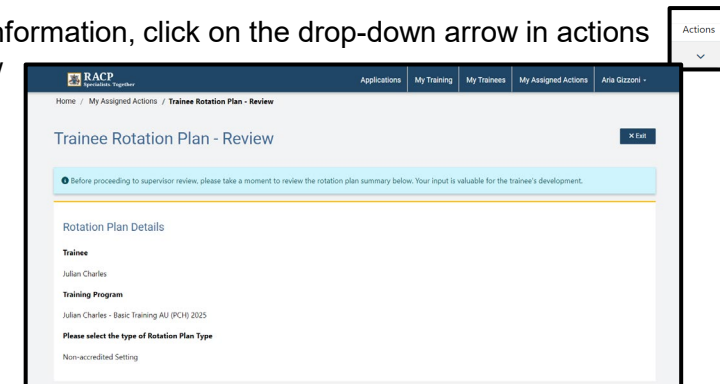 formation, click on the drop-down arrow in actions
Actions
RACP
Specialists. Together
Applications My Training My Trainees My Assigned Actions Aria Gizzoni
Home / My Assigned Actions / Trainee Rotation Plan - Review
Trainee Rotation Plan - Review
× Exit
Before proceeding to supervisor review, please take a moment to review the rotation plan summary below. Your input is valuable for the trainee's development.
Rotation Plan Details
Trainee
Julian Charles
Training Program
Julian Charles - Basic Training AU (PCH) 2025
Please select the type of Rotation Plan Type
Non-accredited Setting